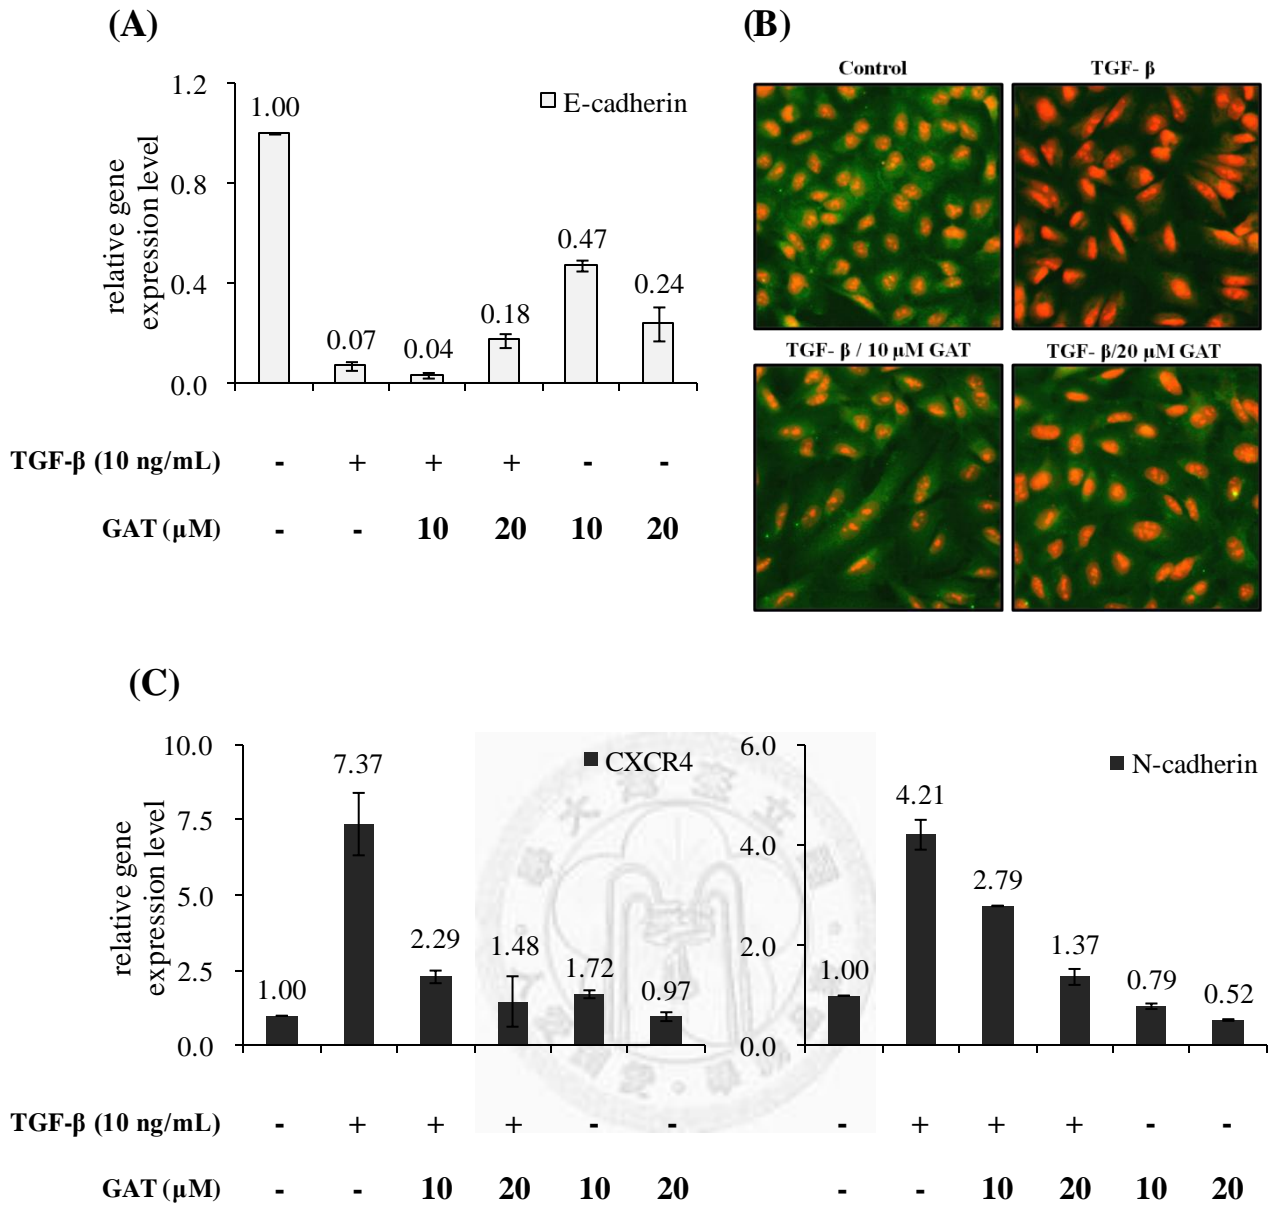 (A)
1.2
0.8
0.4
0.0
relative gene
expression level
E-cadherin
1.00
0.07
0.04
0.18
0.47
0.24
TGF-β (10 ng/mL) - + + + - -
GAT (μM) - - 10 20 10 20
(B)
Control
TGF- β
TGF- β / 10 μM GAT
TGF- β/20 μM GAT
(C)
10.0
7.5
5.0
2.5
0.0
relative gene
expression level
CXCR4
1.00
7.37
2.29
1.48
1.72
0.97
6.0
4.0
2.0
0.0
N-cadherin
1.00
4.21
2.79
1.37
0.79
0.52
TGF-β (10 ng/mL) - + + + - - - + + + - -
GAT (μM) - - 10 20 10 20 - - 10 20 10 20